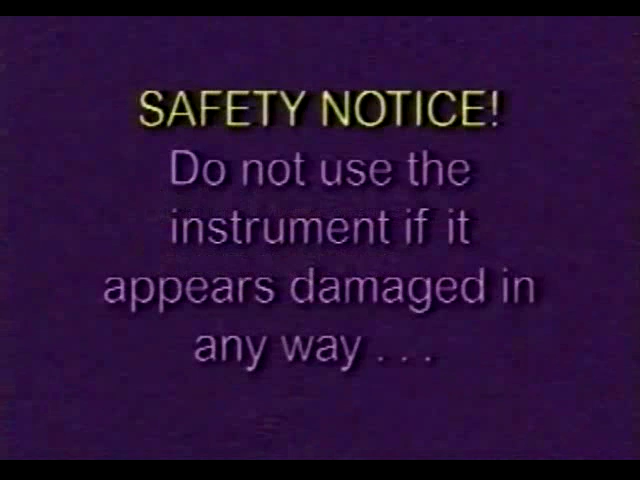 SAFETY NOTICE!
Do not use the
instrument if it
appears damaged in
any way . . .